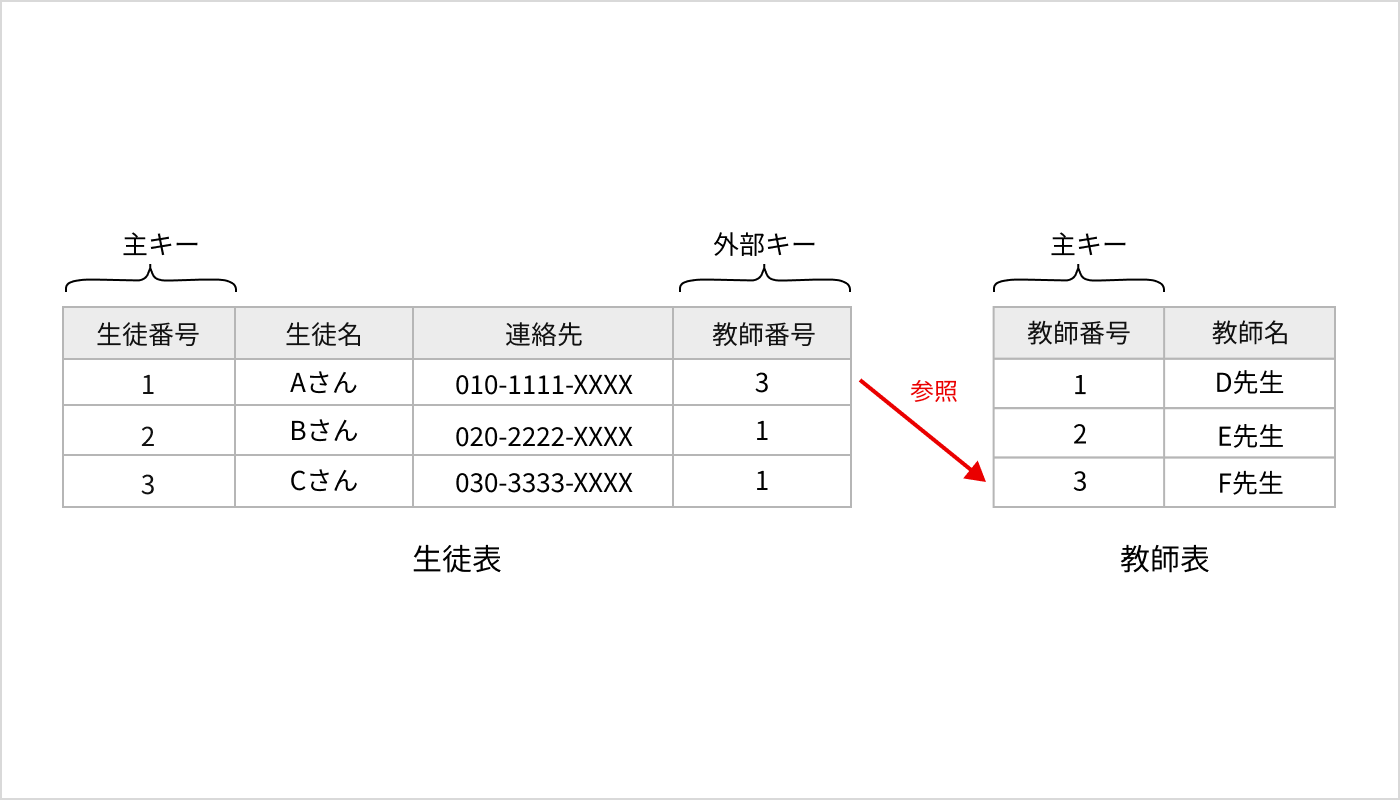 主キー 外部キー 主キー
生徒番号 生徒名 連絡先 教師番号 教師番号 教師名
1 Aさん 010-1111-XXXX 3 参照 1 D先生
2 Bさん 020-2222-XXXX 1 2 E先生
3 Cさん 030-3333-XXXX 1 3 F先生
生徒表 教師表